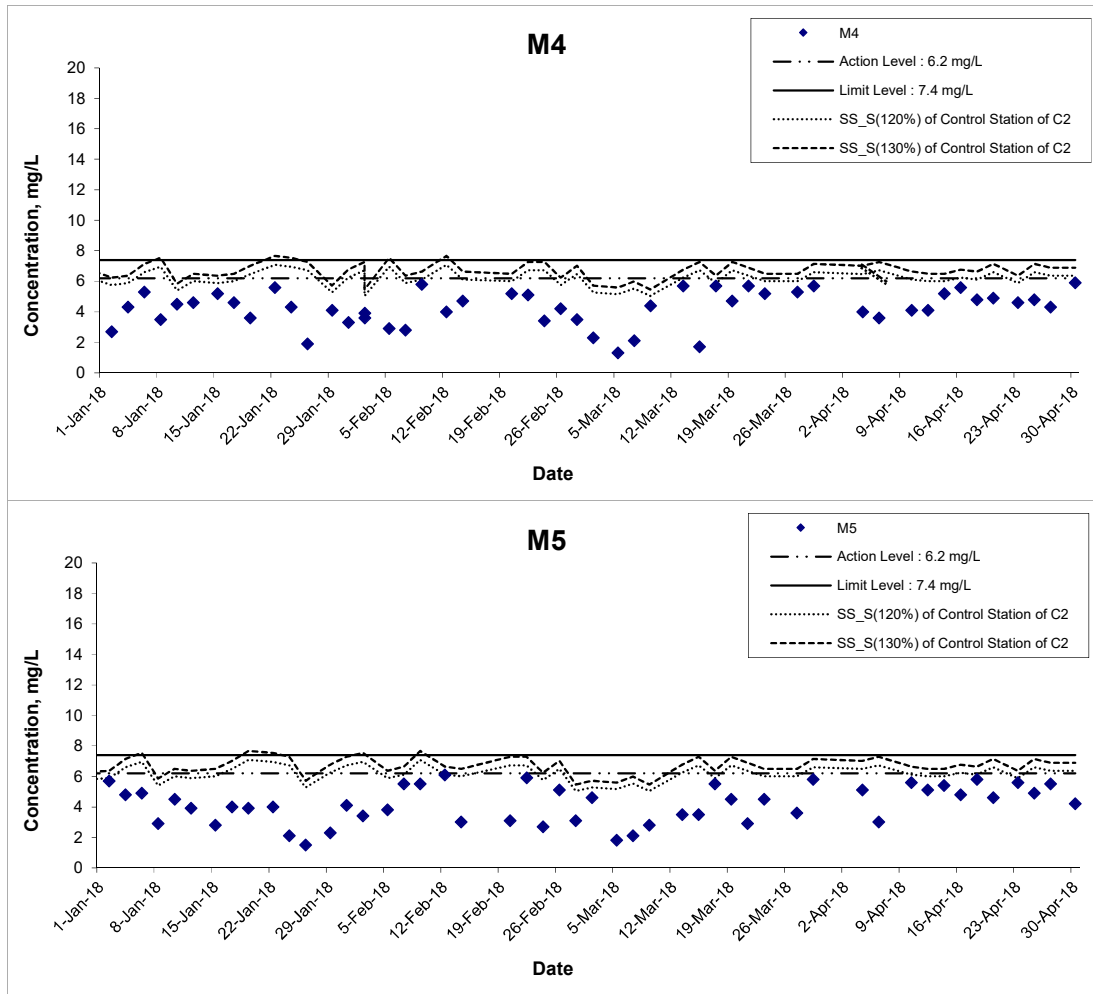 M4
M4
Action Level : 6.2 mg/L
Limit Level : 7.4 mg/L
SS_S(120%) of Control Station of C2
SS_S(130%) of Control Station of C2
Concentration, mg/L
20
18
16
14
12
10
8
6
4
2
0
1-Jan-18
8-Jan-18
15-Jan-18
22-Jan-18
29-Jan-18
5-Feb-18
12-Feb-18
19-Feb-18
26-Feb-18
5-Mar-18
12-Mar-18
19-Mar-18
26-Mar-18
2-Apr-18
9-Apr-18
16-Apr-18
23-Apr-18
30-Apr-18
Date
M5
M5
Action Level : 6.2 mg/L
Limit Level : 7.4 mg/L
SS_S(120%) of Control Station of C2
SS_S(130%) of Control Station of C2
Concentration, mg/L
20
18
16
14
12
10
8
6
4
2
0
1-Jan-18
8-Jan-18
15-Jan-18
22-Jan-18
29-Jan-18
5-Feb-18
12-Feb-18
19-Feb-18
26-Feb-18
5-Mar-18
12-Mar-18
19-Mar-18
26-Mar-18
2-Apr-18
9-Apr-18
16-Apr-18
23-Apr-18
30-Apr-18
Date